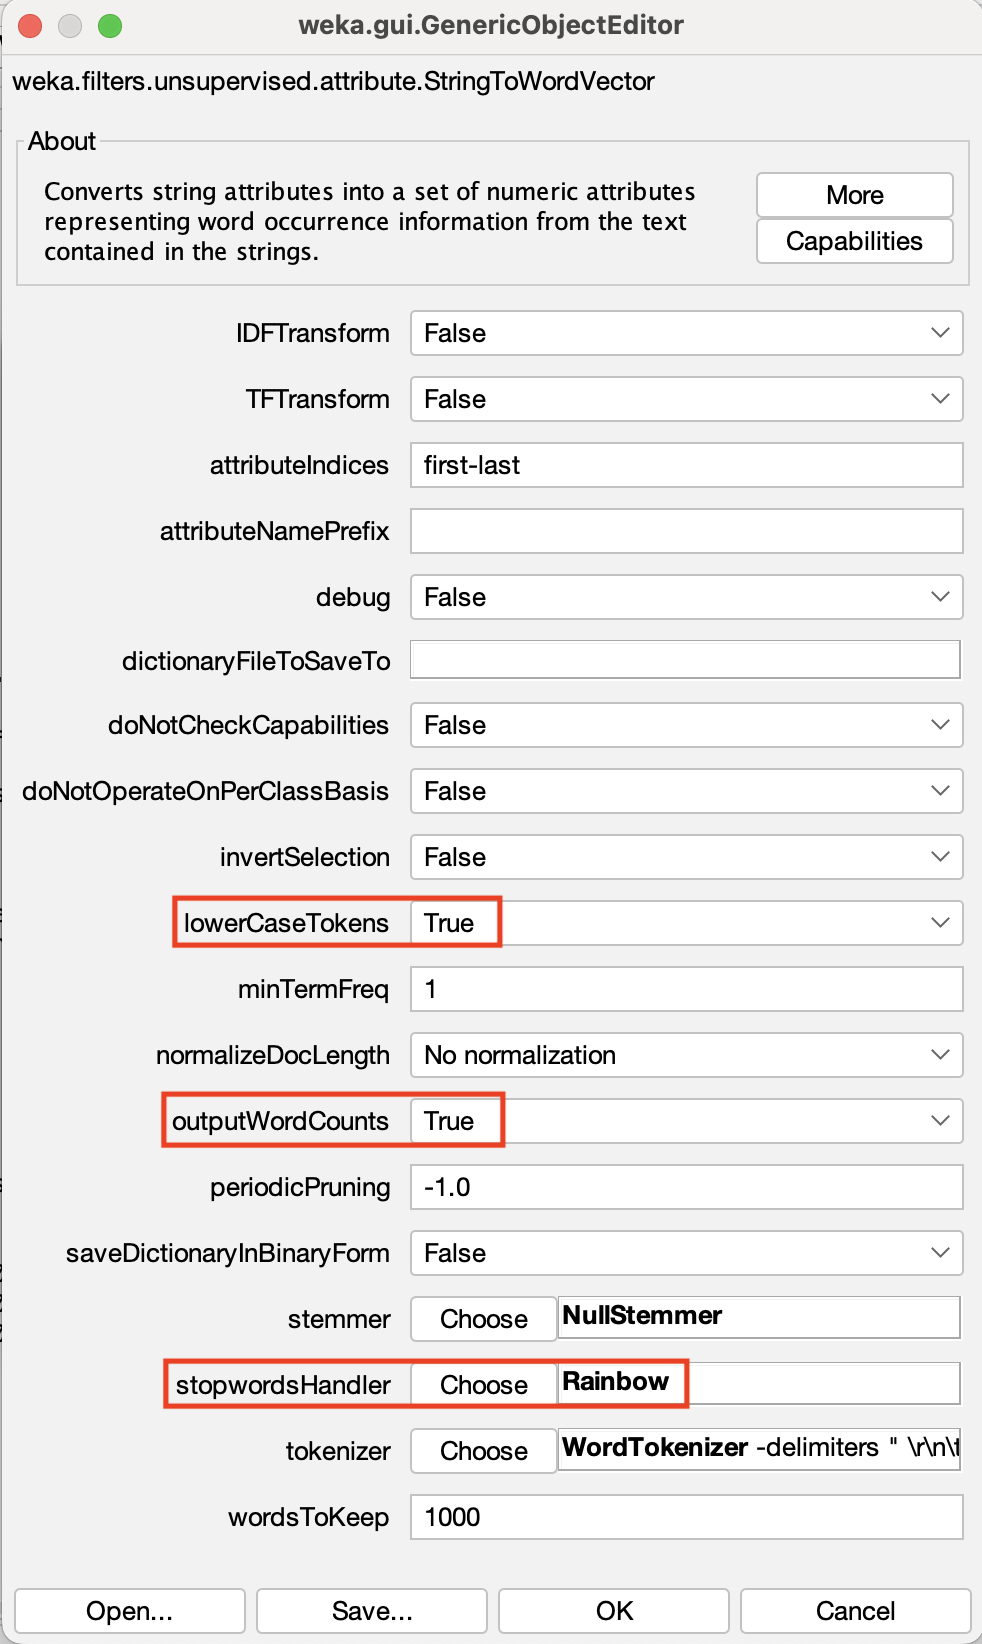 weka.gui.GenericObjectEditor
weka.filters.unsupervised.attribute.StringToWordVector
About
Converts string attributes into a set of numeric attributes
representing word occurrence information from the text
contained in the strings.
More
Capabilities
IDFTransform False
TFTransform False
attributeIndices first-last
attributeNamePrefix
debug False
dictionaryFileToSaveTo
doNotCheckCapabilities False
doNotOperateOnPerClassBasis False
invertSelection False
lowerCaseTokens True
minTermFreq 1
normalizeDocLength No normalization
outputWordCounts True
periodicPruning -1.0
saveDictionaryInBinaryForm False
stemmer Choose NullStemmer
stopwordsHandler Choose Rainbow
tokenizer Choose WordTokenizer -delimiters " \r\n\t
wordsToKeep 1000
Open... Save... OK Cancel